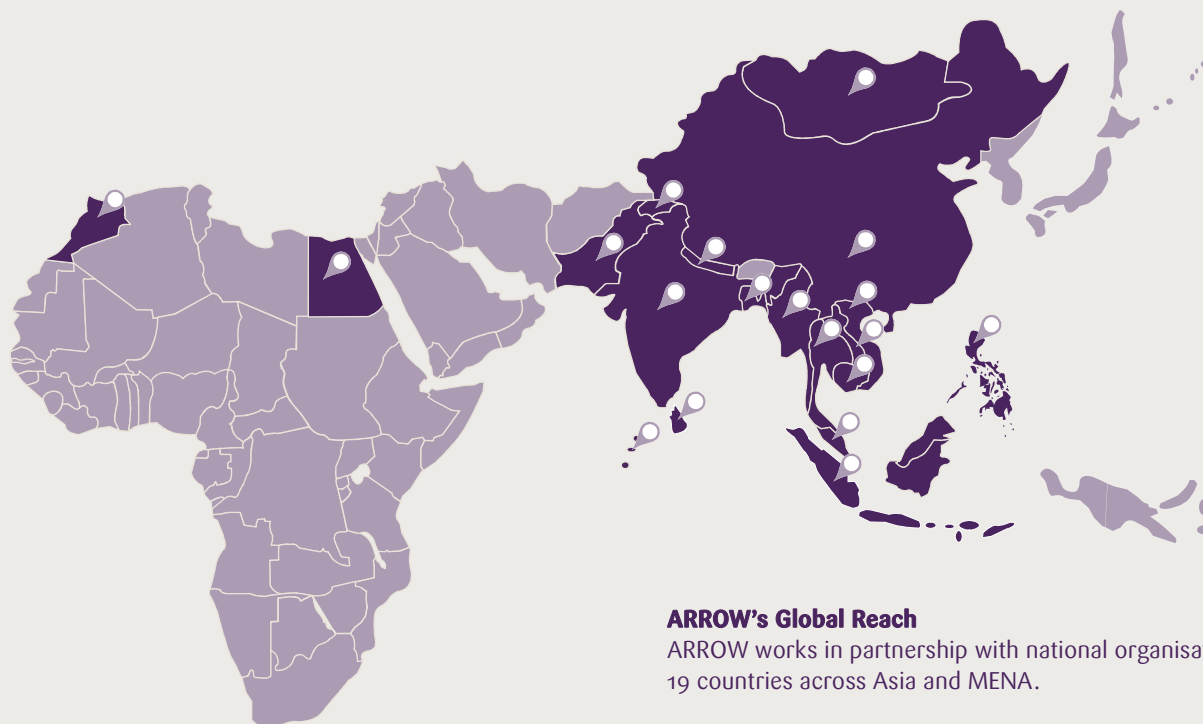 ARROW's Global Reach
ARROW works in partnership with national organisa
19 countries across Asia and MENA.